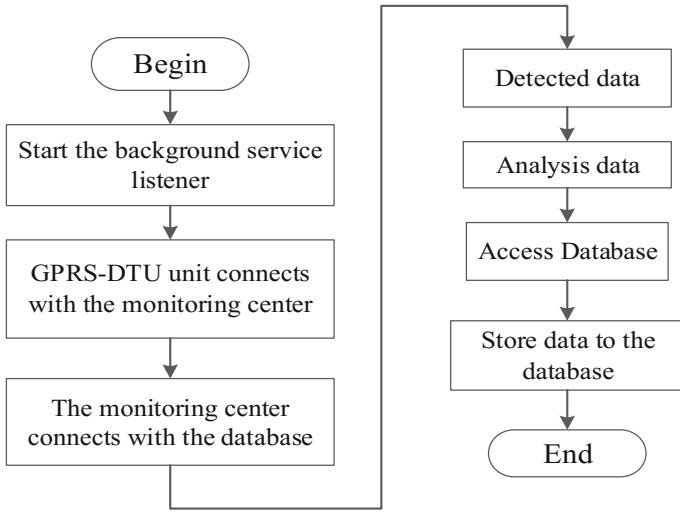 Begin
Start the background service
listener
GPRS-DTU unit connects
with the monitoring center
The monitoring center
connects with the database
Detected data
Analysis data
Access Database
Store data to the
database
End